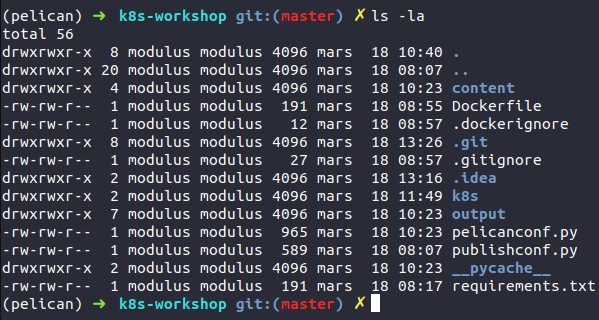 (pelican) ➜ k8s-workshop git:(master) ✗ ls -la
total 56
drwxrwxr-x  8 modulus modulus 4096 mars  18 10:40 .
drwxrwxr-x 20 modulus modulus 4096 mars  18 08:07 ..
drwxrwxr-x  4 modulus modulus 4096 mars  18 10:23 content
-rw-rw-r--  1 modulus modulus  191 mars  18 08:55 Dockerfile
-rw-rw-r--  1 modulus modulus   12 mars  18 08:57 .dockerignore
drwxrwxr-x  8 modulus modulus 4096 mars  18 13:26 .git
-rw-rw-r--  1 modulus modulus   27 mars  18 08:57 .gitignore
drwxrwxr-x  2 modulus modulus 4096 mars  18 13:16 .idea
drwxrwxr-x  2 modulus modulus 4096 mars  18 11:49 k8s
drwxrwxr-x  7 modulus modulus 4096 mars  18 10:23 output
-rw-rw-r--  1 modulus modulus  965 mars  18 10:23 pelicanconf.py
-rw-rw-r--  1 modulus modulus  589 mars  18 08:07 publishconf.py
drwxrwxr-x  2 modulus modulus 4096 mars  18 10:23 __pycache__
-rw-rw-r--  1 modulus modulus  191 mars  18 08:17 requirements.txt
(pelican) ➜ k8s-workshop git:(master) ✗